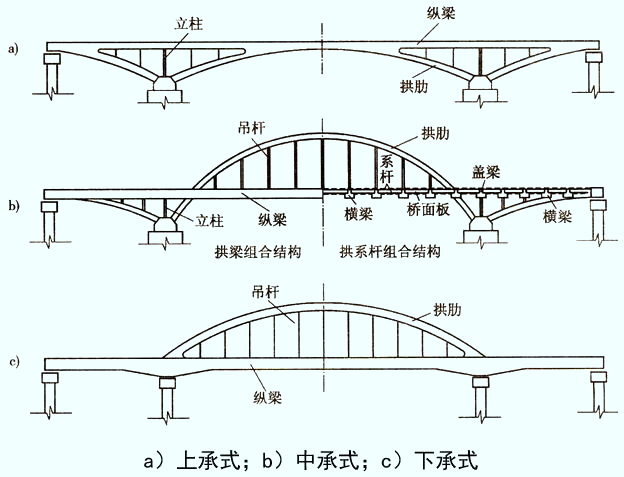 立柱
纵梁
a)
拱肋
吊杆
拱肋
系杆
盖梁
b)
立柱
纵梁
横梁
桥面板
横梁
拱梁组合结构
拱系杆组合结构
吊杆
拱肋
c)
纵梁
a) 上承式; b) 中承式; c) 下承式